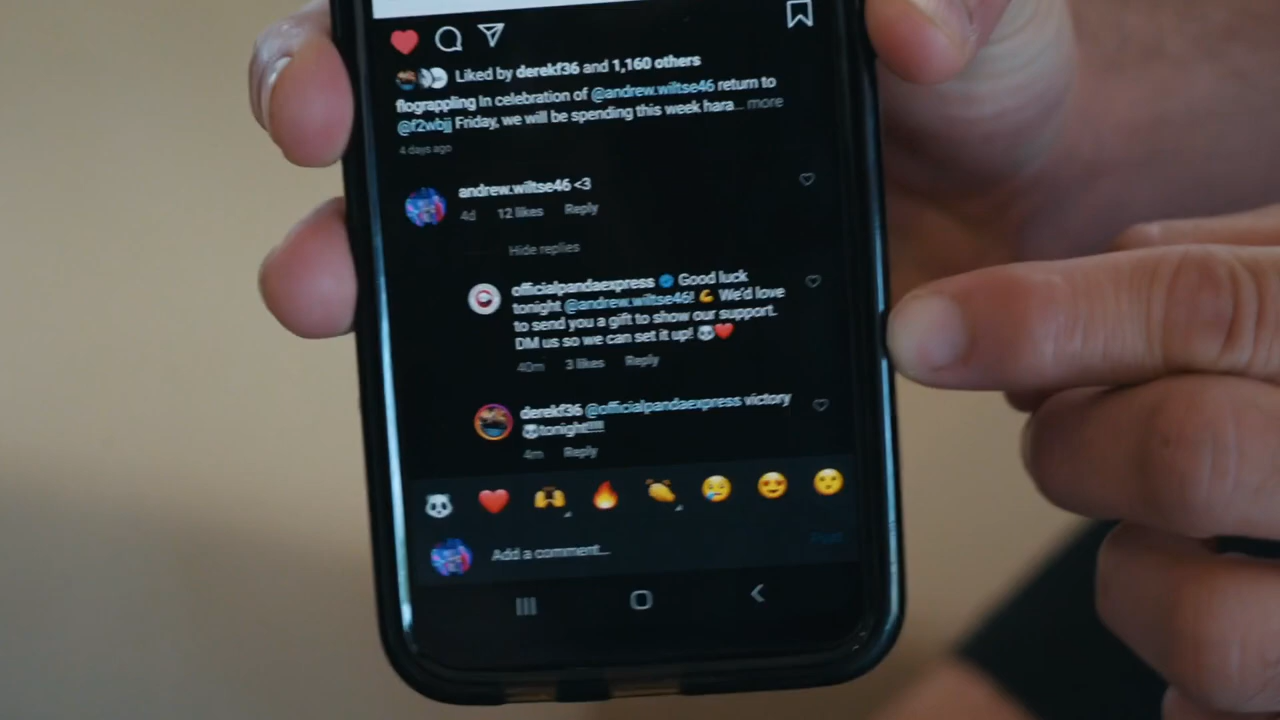 Liked by derekf36 and 1,160 others
flograppling In celebration of @andrew.wiltse46 return to
@f2wbjj Friday, we will be spending this week hara... more
4 days ago
andrew.wiltse46 <3
4d 12 likes Reply
Hide replies
officialpandaexpress Good luck
tonight @andrew.wiltse46! 💪 We'd love
to send you a gift to show our support.
DM us so we can set it up! 🐼❤️
40m 3 likes Reply
derekf36 @officialpandaexpress victory
🐼tonight!!!!
4m Reply
Add a comment...
Post